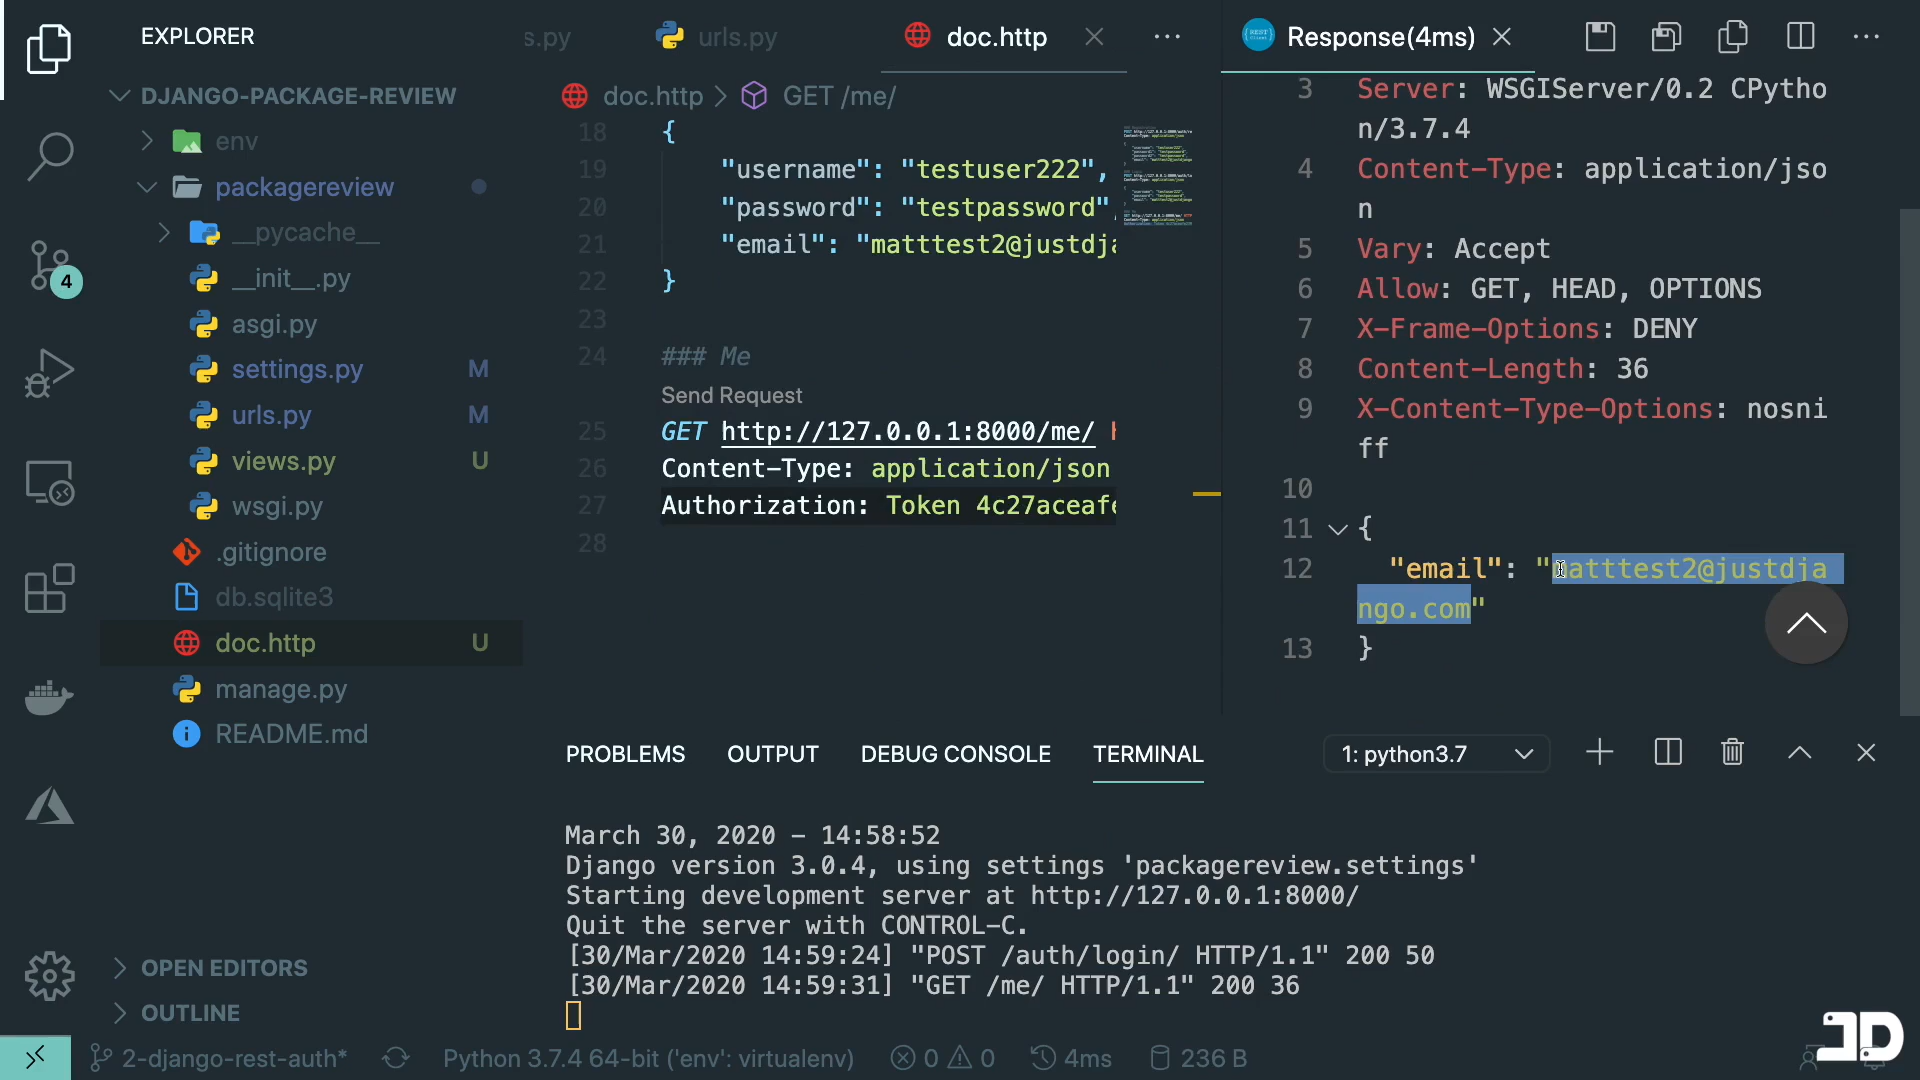 EXPLORER
s.py
urls.py
doc.http
Response(4ms)
DJANGO-PACKAGE-REVIEW
env
packagereview
__pycache__
__init__.py
asgi.py
settings.py M
urls.py M
views.py U
wsgi.py
.gitignore
db.sqlite3
doc.http U
manage.py
README.md
4
OPEN EDITORS
OUTLINE
doc.http > GET /me/
18 {
19 "username": "testuser222",
20 "password": "testpassword",
21 "email": "matttest2@justdja
22 }
23
24 ### Me
Send Request
25 GET http://127.0.0.1:8000/me/
26 Content-Type: application/json
27 Authorization: Token 4c27aceafe
28
3 Server: WSGIServer/0.2 CPytho
n/3.7.4
4 Content-Type: application/jso
n
5 Vary: Accept
6 Allow: GET, HEAD, OPTIONS
7 X-Frame-Options: DENY
8 Content-Length: 36
9 X-Content-Type-Options: nosni
ff
10
11 {
12 "email": "matttest2@justdja
ngo.com"
13 }
PROBLEMS OUTPUT DEBUG CONSOLE TERMINAL 1: python3.7
March 30, 2020 - 14:58:52
Django version 3.0.4, using settings 'packagereview.settings'
Starting development server at http://127.0.0.1:8000/
Quit the server with CONTROL-C.
[30/Mar/2020 14:59:24] "POST /auth/login/ HTTP/1.1" 200 50
[30/Mar/2020 14:59:31] "GET /me/ HTTP/1.1" 200 36
2-django-rest-auth* Python 3.7.4 64-bit ('env': virtualenv) 0 0 4ms 236 B
JD